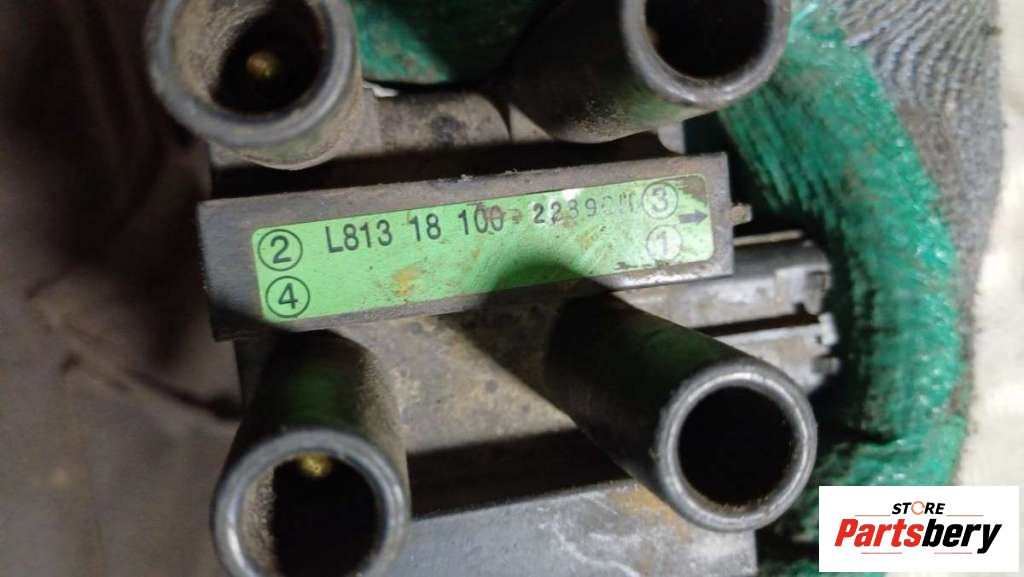 ② L813 18 100 ③
④ ①
STORE
Partsbery